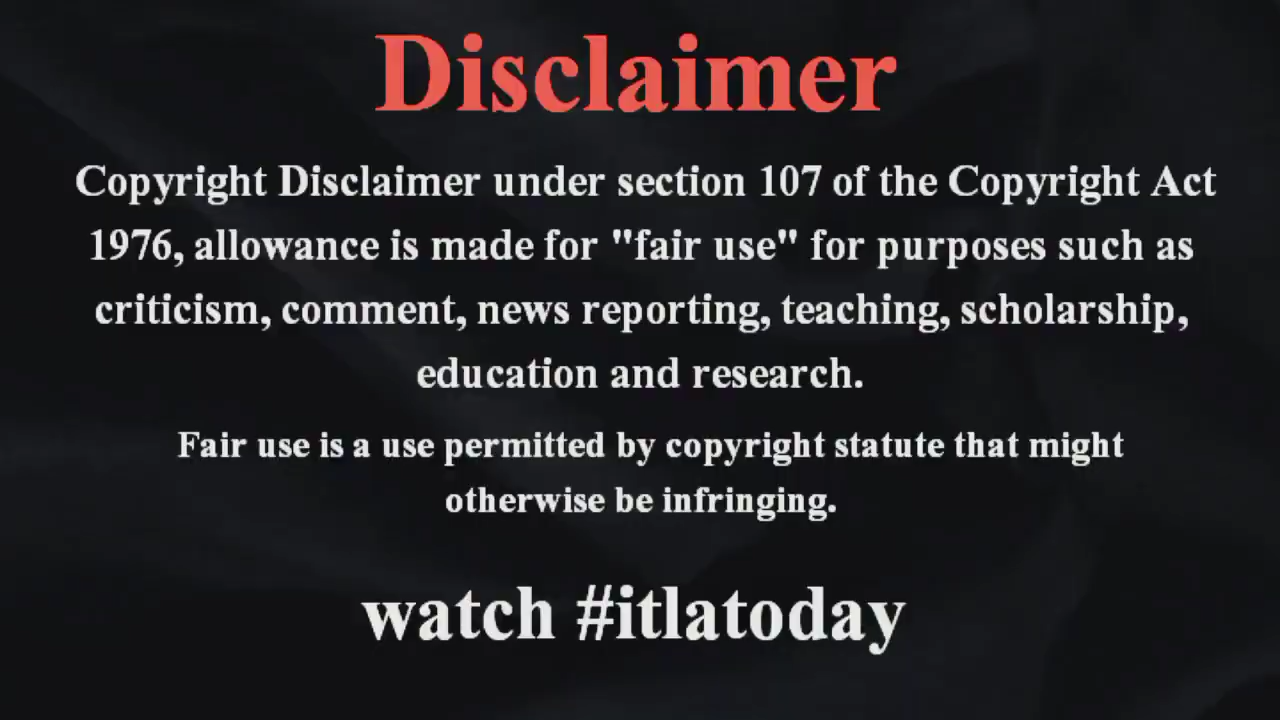 Disclaimer
Copyright Disclaimer under section 107 of the Copyright Act
1976, allowance is made for "fair use" for purposes such as
criticism, comment, news reporting, teaching, scholarship,
education and research.
Fair use is a use permitted by copyright statute that might
otherwise be infringing.
watch #itlatoday